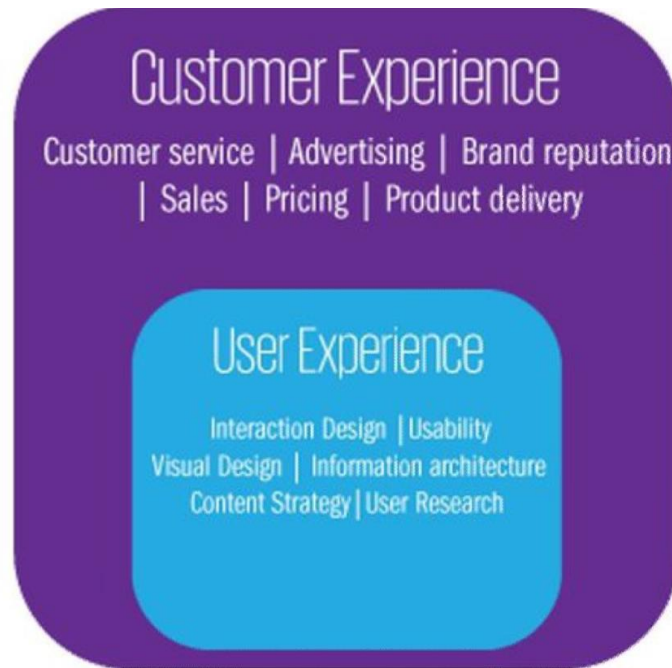 Customer Experience
Customer service | Advertising | Brand reputation
| Sales | Pricing | Product delivery
User Experience
Interaction Design |Usability
Visual Design | Information architecture
Content Strategy|User Research